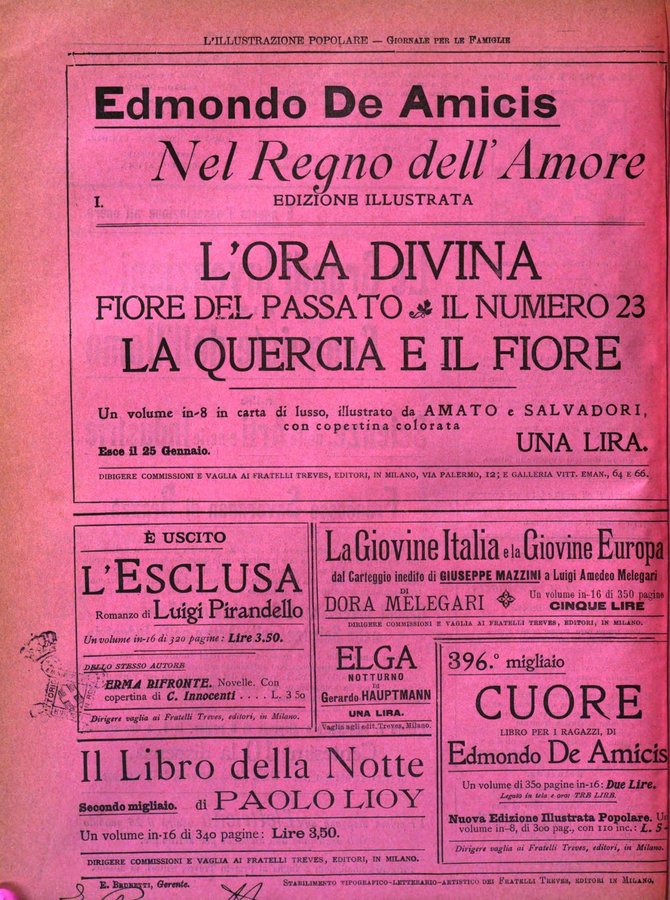 L'ILLUSTRAZIONE POPOLARE — GIORNALE PER LE FAMIGLIE
Edmondo De Amicis
Nel Regno dell'Amore
I. EDIZIONE ILLUSTRATA
L'ORA DIVINA
FIORE DEL PASSATO IL NUMERO 23
LA QUERCIA E IL FIORE
Un volume in-8 in carta di lusso, illustrato da AMATO e SALVADORI,
con copertina colorata
Esce il 25 Gennaio. UNA LIRA.
DIRIGERE COMMISSIONI E VAGLIA AI FRATELLI TREVES, EDITORI, IN MILANO, VIA PALERMO, 12; E GALLERIA VITT. EMAN., 64 E 66.
È USCITO
L'ESCLUSA
Romanzo di Luigi Pirandello
Un volume in-16 di 320 pagine: Lire 3.50.
DELLO STESSO AUTORE
ERMA BIFRONTE. Novelle. Con
copertina di C. Innocenti .... L. 3 50
Dirigere vaglia ai Fratelli Treves, editori, in Milano.
La Giovine Italia e la Giovine Europa
dal Carteggio inedito di GIUSEPPE MAZZINI a Luigi Amedeo Melegari
DI
DORA MELEGARI
Un volume in-16 di 350 pagine
CINQUE LIRE
DIRIGERE COMMISSIONI E VAGLIA AI FRATELLI TREVES, EDITORI, IN MILANO.
ELGA
NOTTURNO
DI
Gerardo HAUPTMANN
UNA LIRA.
Vaglia agli edit. Treves, Milano.
396.º migliaio
CUORE
LIBRO PER I RAGAZZI, DI
Edmondo De Amicis
Un volume di 350 pagine in-16: Due Lire.
Legato in tela e oro: TRE LIRE.
Nuova Edizione Illustrata Popolare.
volume in-8, di 300 pag., con 110 inc.: L. 5
Dirigere vaglia ai Fratelli Treves, editori, in Milano.
Il Libro della Notte
Secondo migliaio. di PAOLO LIOY
Un volume in-16 di 340 pagine: Lire 3,50.
DIRIGERE COMMISSIONI E VAGLIA AI FRATELLI TREVES, EDITORI, IN MILANO.
E. BRUNETTI, Gerente. STABILIMENTO TIPOGRAFICO-LETTERARIO-ARTISTICO DEI FRATELLI TREVES, EDITORI, IN MILANO.